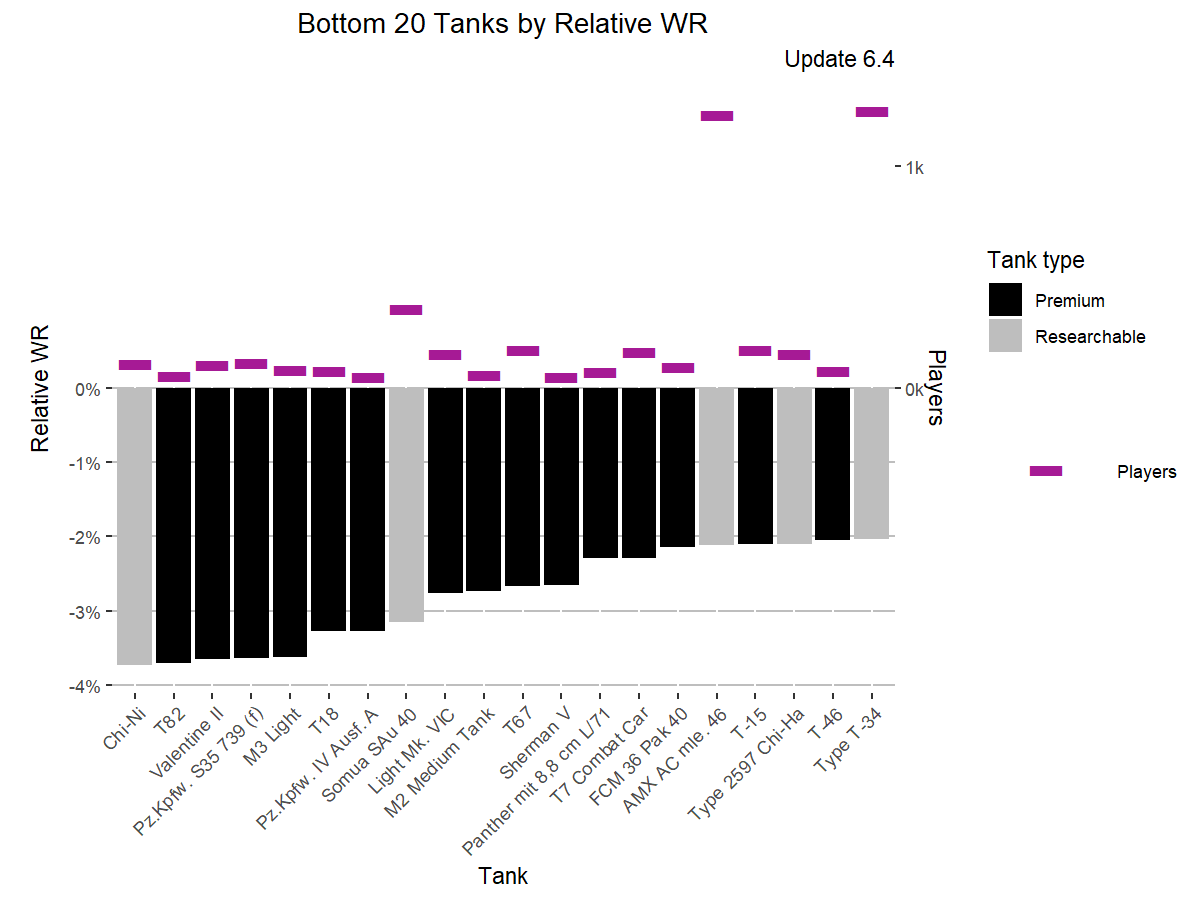 Bottom 20 Tanks by Relative WR
Update 6.4
Relative WR
0%
-1%
-2%
-3%
-4%
1k
0k
Players
Chi-Ni
T82
Valentine II
Pz.Kpfw. S35 739 (f)
M3 Light
T18
Pz.Kpfw. IV Ausf. A
Somua SAu 40
Light Mk. VIC
M2 Medium Tank
T67
Sherman V
Panther mit 8,8 cm L/71
T7 Combat Car
FCM 36 Pak 40
AMX AC mle. 46
T-15
Type 2597 Chi-Ha
T-46
Type T-34
Tank
Tank type
Premium
Researchable
Players